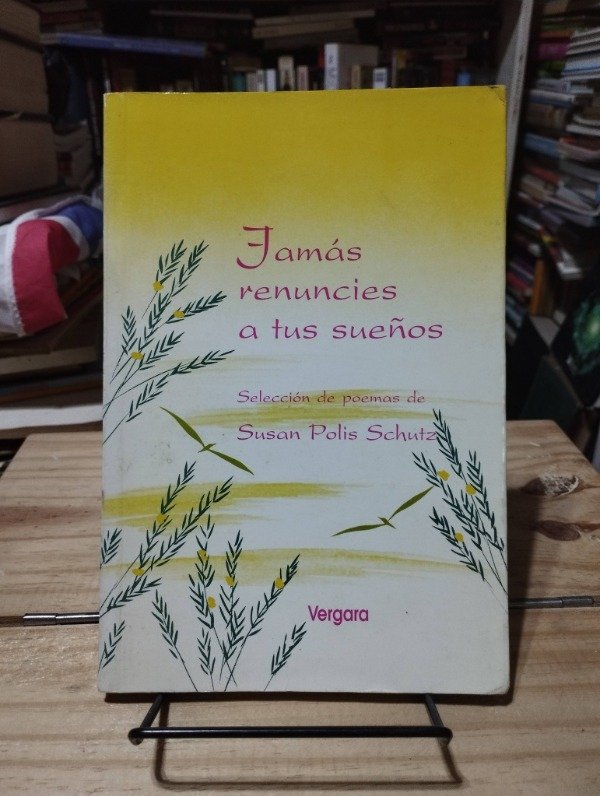 Jamás
renuncies
a tus sueños
Selección de poemas de
Susan Polis Schutz
Vergara